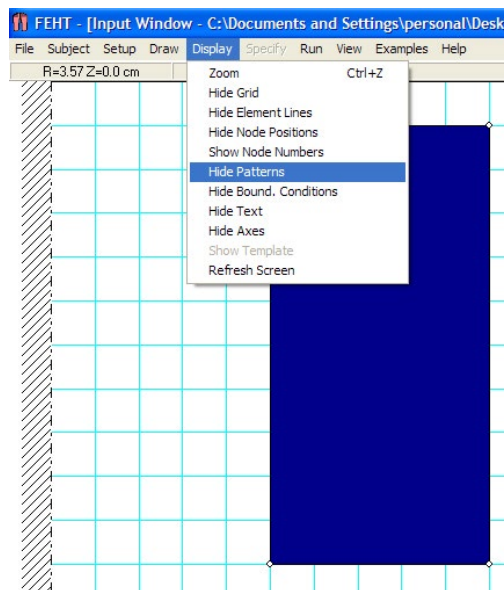 FEHT - [Input Window - C:\Documents and Settings\personal\Desk
File Subject Setup Draw Display Specify Run View Examples Help
R=3.57 Z=0.0 cm
Zoom Ctrl+Z
Hide Grid
Hide Element Lines
Hide Node Positions
Show Node Numbers
Hide Patterns
Hide Bound. Conditions
Hide Text
Hide Axes
Show Template
Refresh Screen